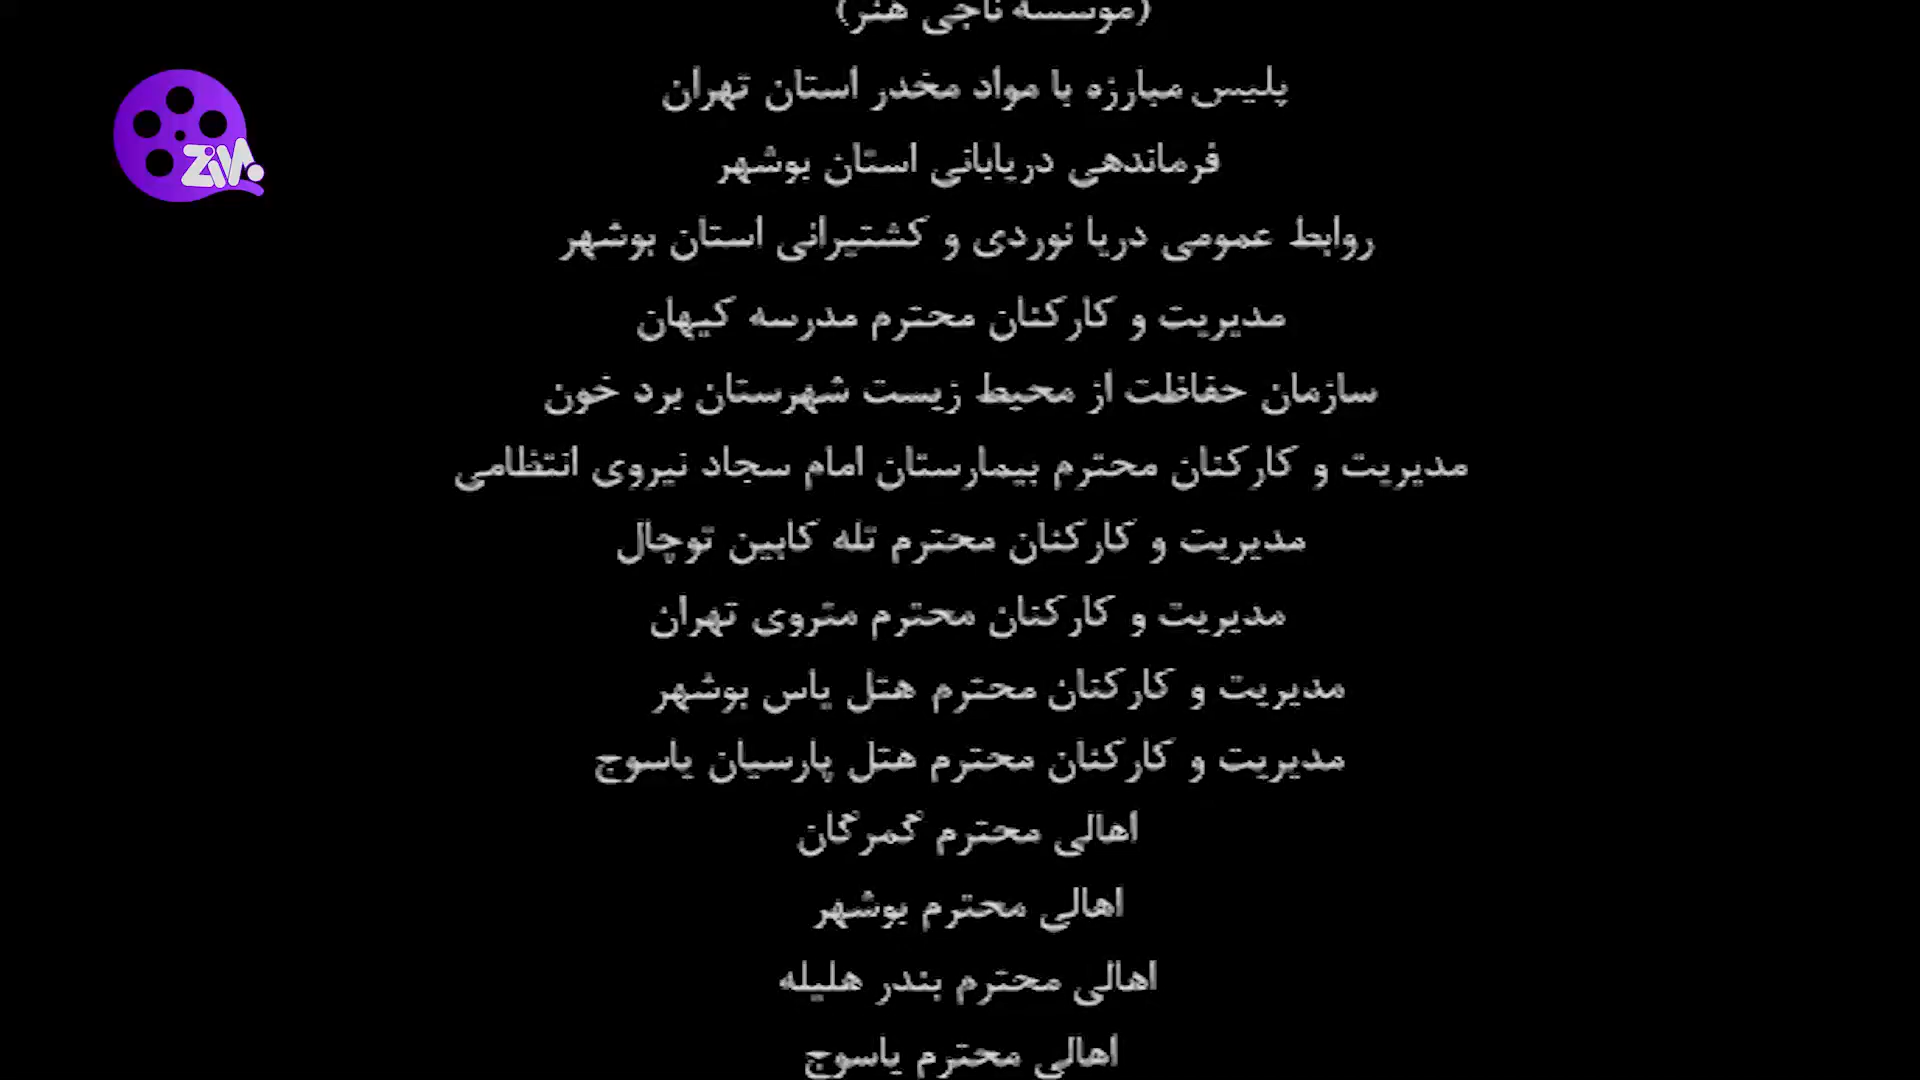 (موسسه ناجی هنر)
پلیس مبارزه با مواد مخدر استان تهران
فرماندهی دریابانی استان بوشهر
روابط عمومی دریا نوردی و کشتیرانی استان بوشهر
مدیریت و کارکنان محترم مدرسه کیهان
سازمان حفاظت از محیط زیست شهرستان برد خون
مدیریت و کارکنان محترم بیمارستان امام سجاد نیروی انتظامی
مدیریت و کارکنان محترم تله کابین توچال
مدیریت و کارکنان محترم متروی تهران
مدیریت و کارکنان محترم هتل یاس بوشهر
مدیریت و کارکنان محترم هتل پارسیان یاسوج
اهالی محترم گمرگان
اهالی محترم بوشهر
اهالی محترم بندر هلیله
اهالی محترم یاسوج